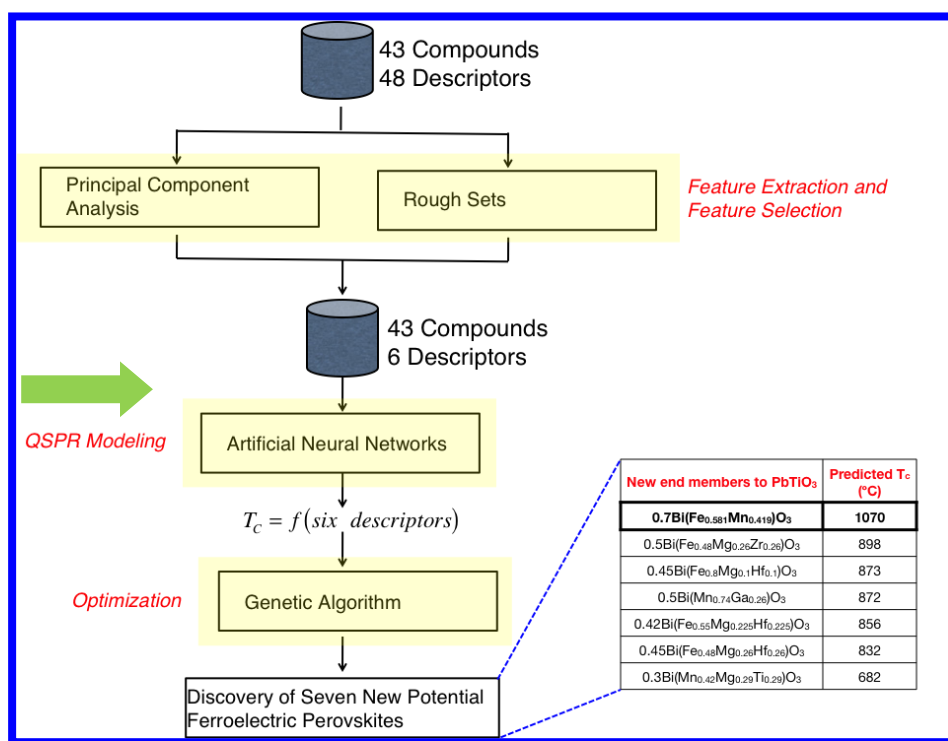 43 Compounds
48 Descriptors
Principal Component
Analysis
Rough Sets
Feature Extraction and
Feature Selection
43 Compounds
6 Descriptors
QSPR Modeling
Artificial Neural Networks
T_C = f(six descriptors)
Optimization
Genetic Algorithm
Discovery of Seven New Potential
Ferroelectric Perovskites
New end members to PbTiO₃ Predicted T꜀
(°C)
0.7Bi(Fe₀.₅₈₁Mn₀.₄₁₉)O₃ 1070
0.5Bi(Fe₀.₄₈Mg₀.₂₆Zr₀.₂₆)O₃ 898
0.45Bi(Fe₀.₈Mg₀.₁Hf₀.₁)O₃ 873
0.5Bi(Mn₀.₇₄Ga₀.₂₆)O₃ 872
0.42Bi(Fe₀.₅₅Mg₀.₂₂₅Hf₀.₂₂₅)O₃ 856
0.45Bi(Fe₀.₄₈Mg₀.₂₆Hf₀.₂₆)O₃ 832
0.3Bi(Mn₀.₄₂Mg₀.₂₉Ti₀.₂₉)O₃ 682